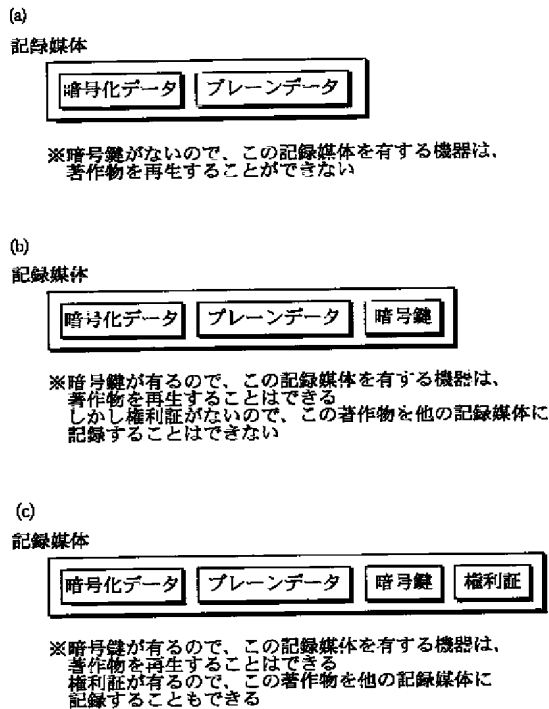 (a)
記録媒体
暗号化データ プレーンデータ
※暗号鍵がないので、この記録媒体を有する機器は、
著作物を再生することができない
(b)
記録媒体
暗号化データ プレーンデータ 暗号鍵
※暗号鍵が有るので、この記録媒体を有する機器は、
著作物を再生することはできる
しかし権利証がないので、この著作物を他の記録媒体に
記録することはできない
(c)
記録媒体
暗号化データ プレーンデータ 暗号鍵 権利証
※暗号鍵が有るので、この記録媒体を有する機器は、
著作物を再生することはできる
権利証が有るので、この著作物を他の記録媒体に
記録することもできる